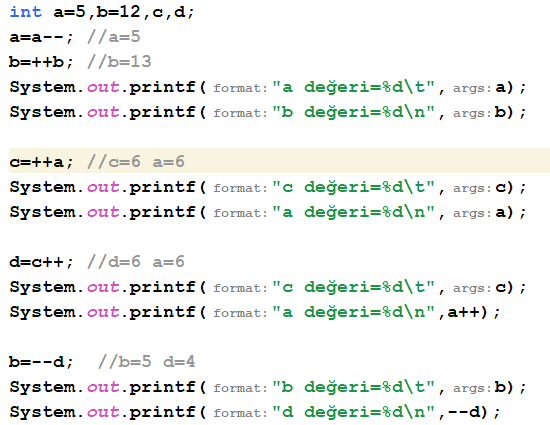 int a=5,b=12,c,d;
a=a--; //a=5
b=++b; //b=13
System.out.printf( format: "a değeri=%d\t", args: a);
System.out.printf( format: "b değeri=%d\n", args: b);
c=++a; //c=6 a=6
System.out.printf( format: "c değeri=%d\t", args: c);
System.out.printf( format: "a değeri=%d\n", args: a);
d=c++; //d=6 a=6
System.out.printf( format: "c değeri=%d\t", args: c);
System.out.printf( format: "a değeri=%d\n",a++);
b=--d;  //b=5 d=4
System.out.printf( format: "b değeri=%d\t", args: b);
System.out.printf( format: "d değeri=%d\n",--d);